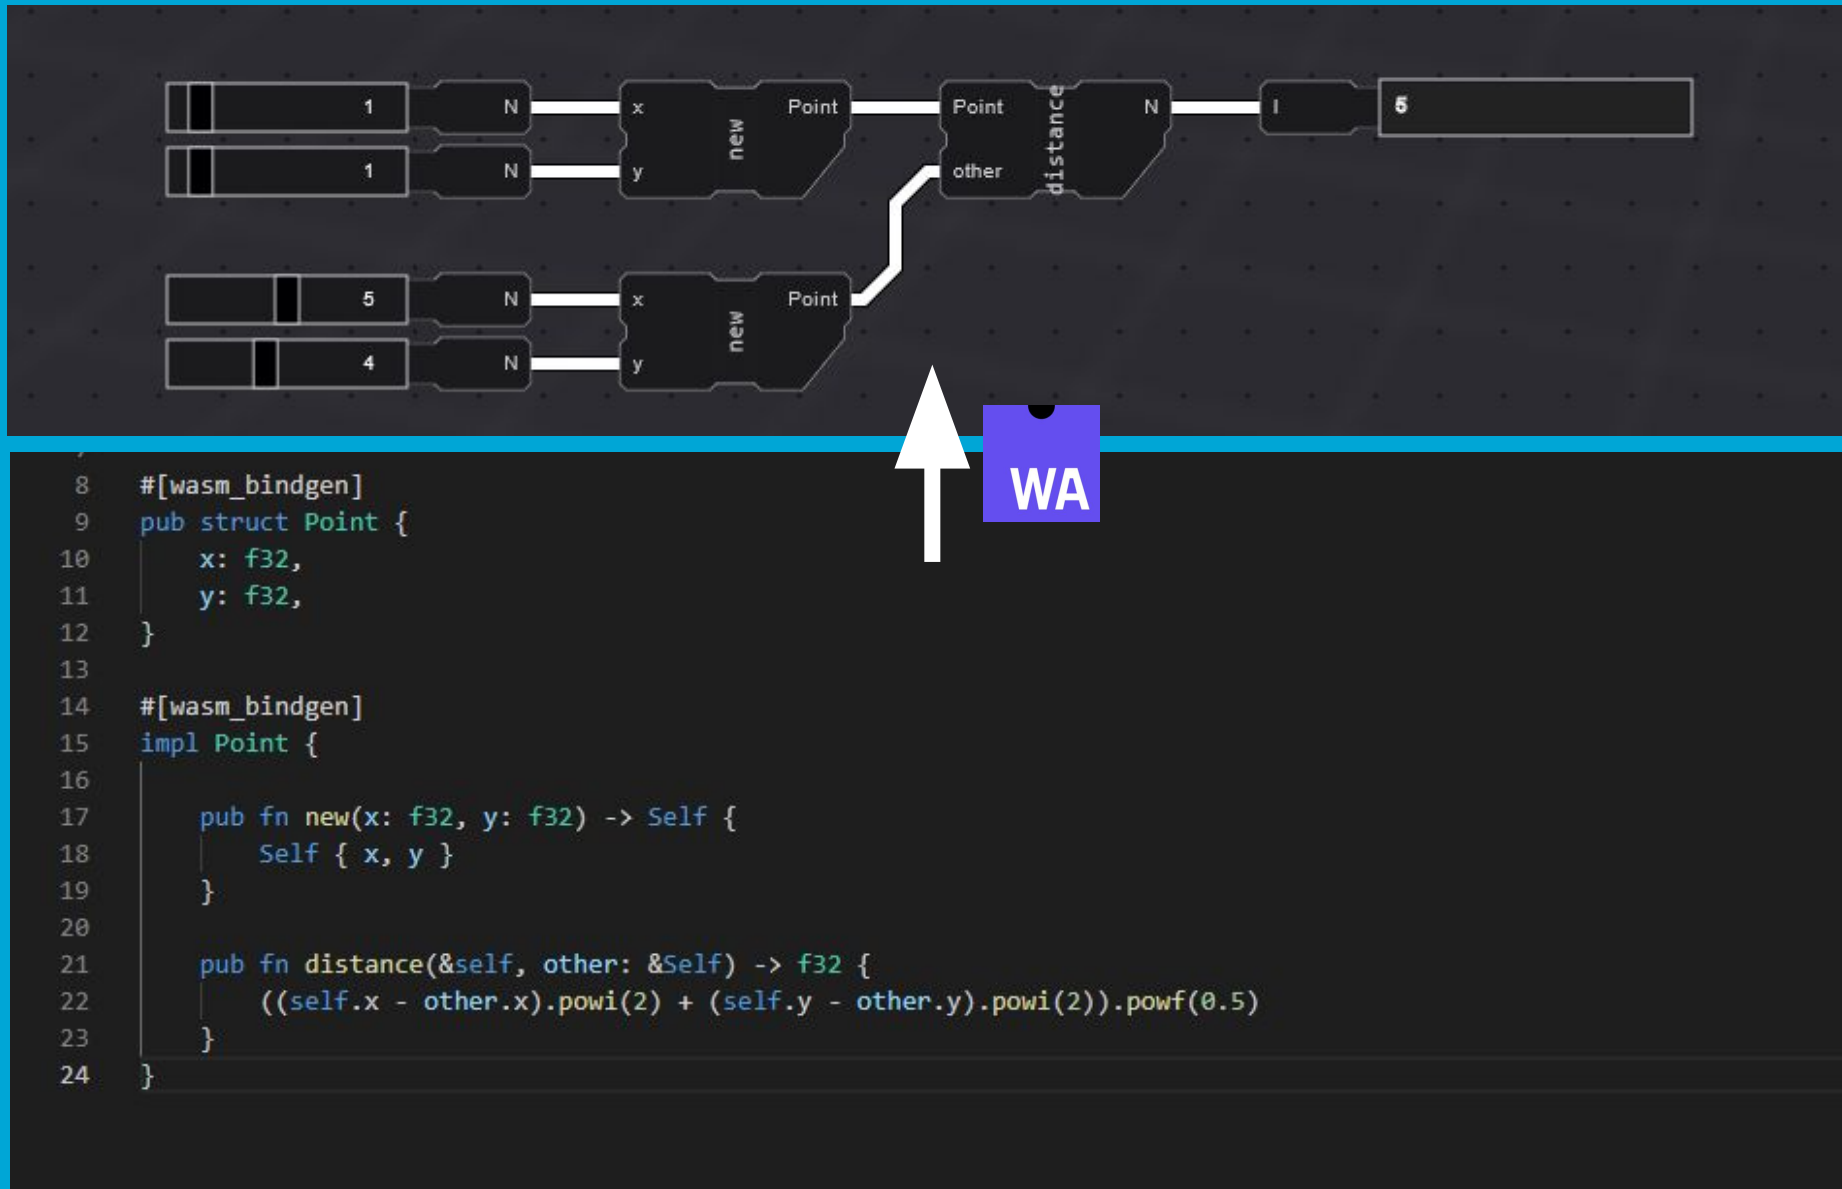 1 N x Point Point N I 5
new distance
1 N y other
5 N x Point
new
4 N y
WA
8 #[wasm_bindgen]
9 pub struct Point {
10 x: f32,
11 y: f32,
12 }
13
14 #[wasm_bindgen]
15 impl Point {
16
17 pub fn new(x: f32, y: f32) -> Self {
18 Self { x, y }
19 }
20
21 pub fn distance(&self, other: &Self) -> f32 {
22 ((self.x - other.x).powi(2) + (self.y - other.y).powi(2)).powf(0.5)
23 }
24 }